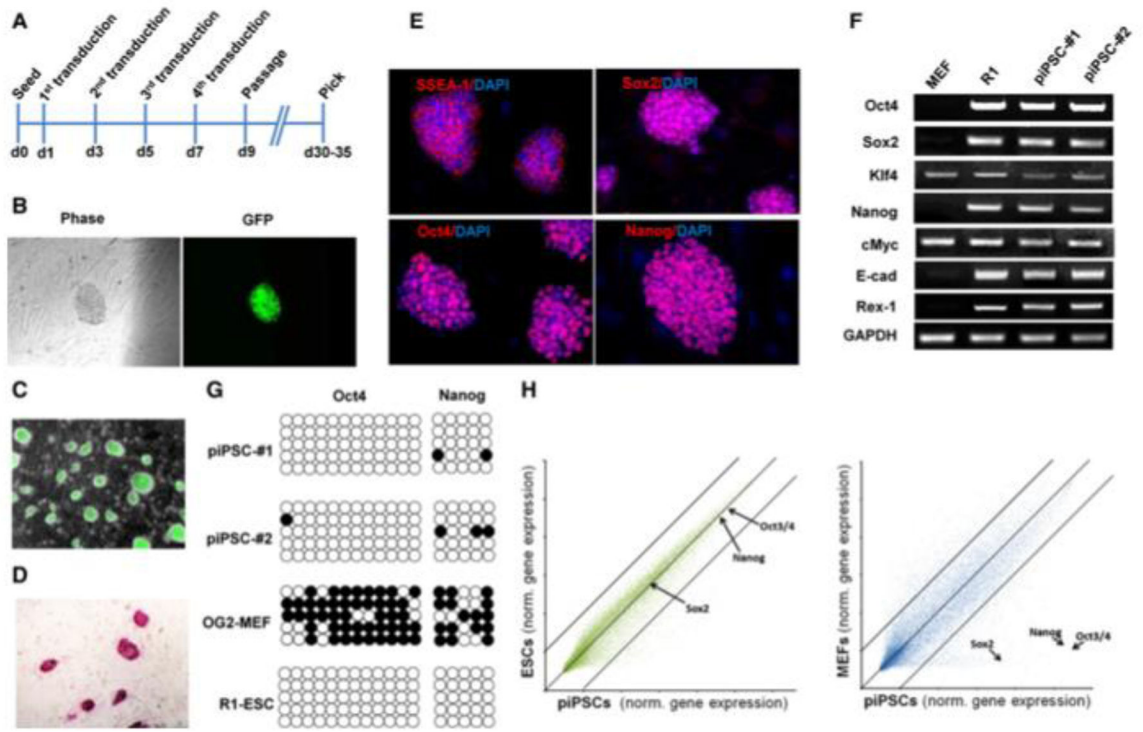 A
Seed
1st transduction
2nd transduction
3rd transduction
4th transduction
Passage
Pick
d0
d1
d3
d5
d7
d9
d30-35
B
Phase
GFP
C
D
E
SSEA-1/DAPI
Sox2/DAPI
Oct4/DAPI
Nanog/DAPI
F
MEF
R1
piPSC-#1
piPSC-#2
Oct4
Sox2
Klf4
Nanog
cMyc
E-cad
Rex-1
GAPDH
G
Oct4
Nanog
piPSC-#1
piPSC-#2
OG2-MEF
R1-ESC
H
ESCs (norm. gene expression)
Oct3/4
Nanog
Sox2
piPSCs (norm. gene expression)
MEFs (norm. gene expression)
Sox2
Nanog
Oct3/4
piPSCs (norm. gene expression)